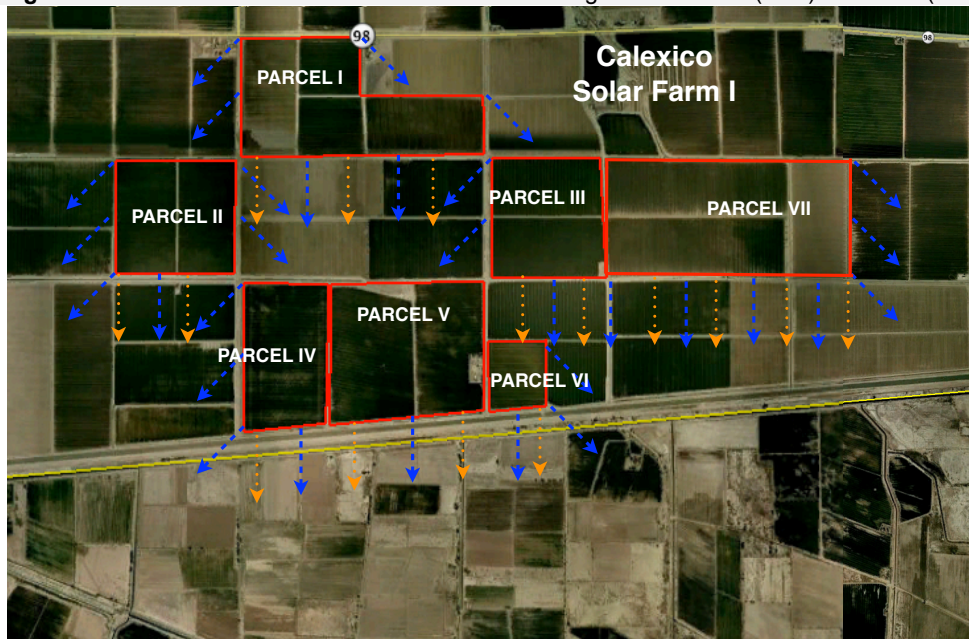 98
98
Calexico
Solar Farm I
PARCEL I
PARCEL II
PARCEL III
PARCEL VII
PARCEL V
PARCEL IV
PARCEL VI